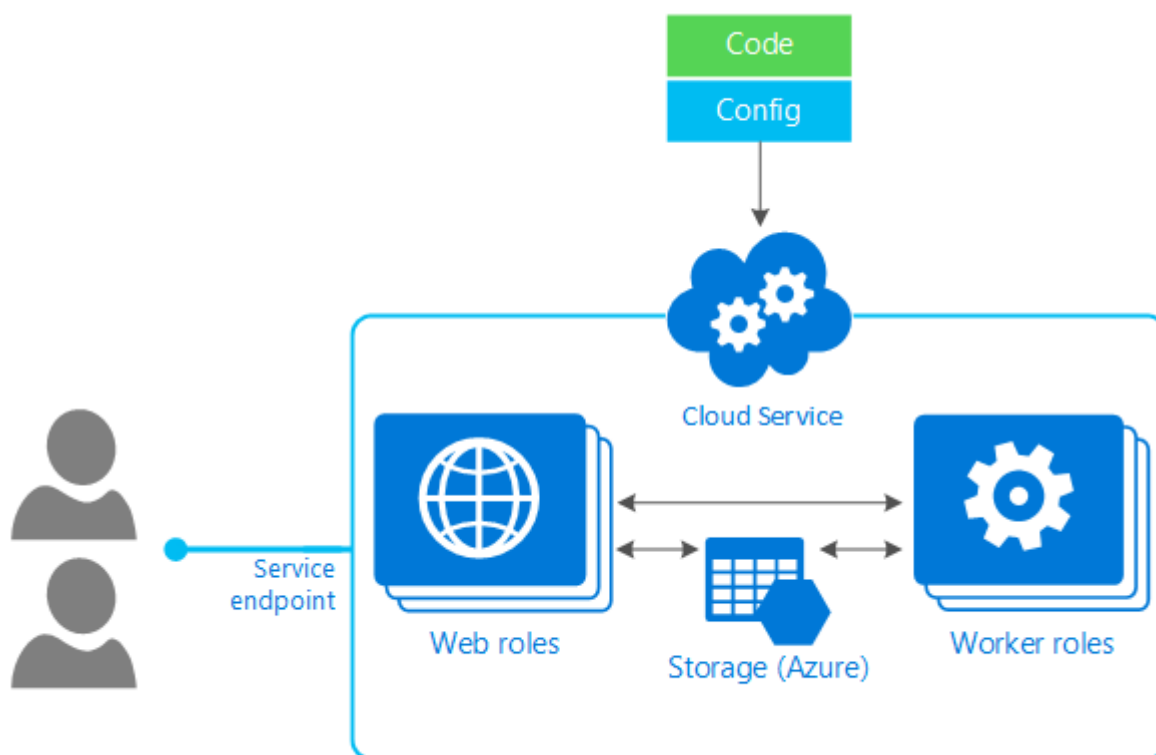 Code
Config
Cloud Service
Service
endpoint
Web roles
Storage (Azure)
Worker roles